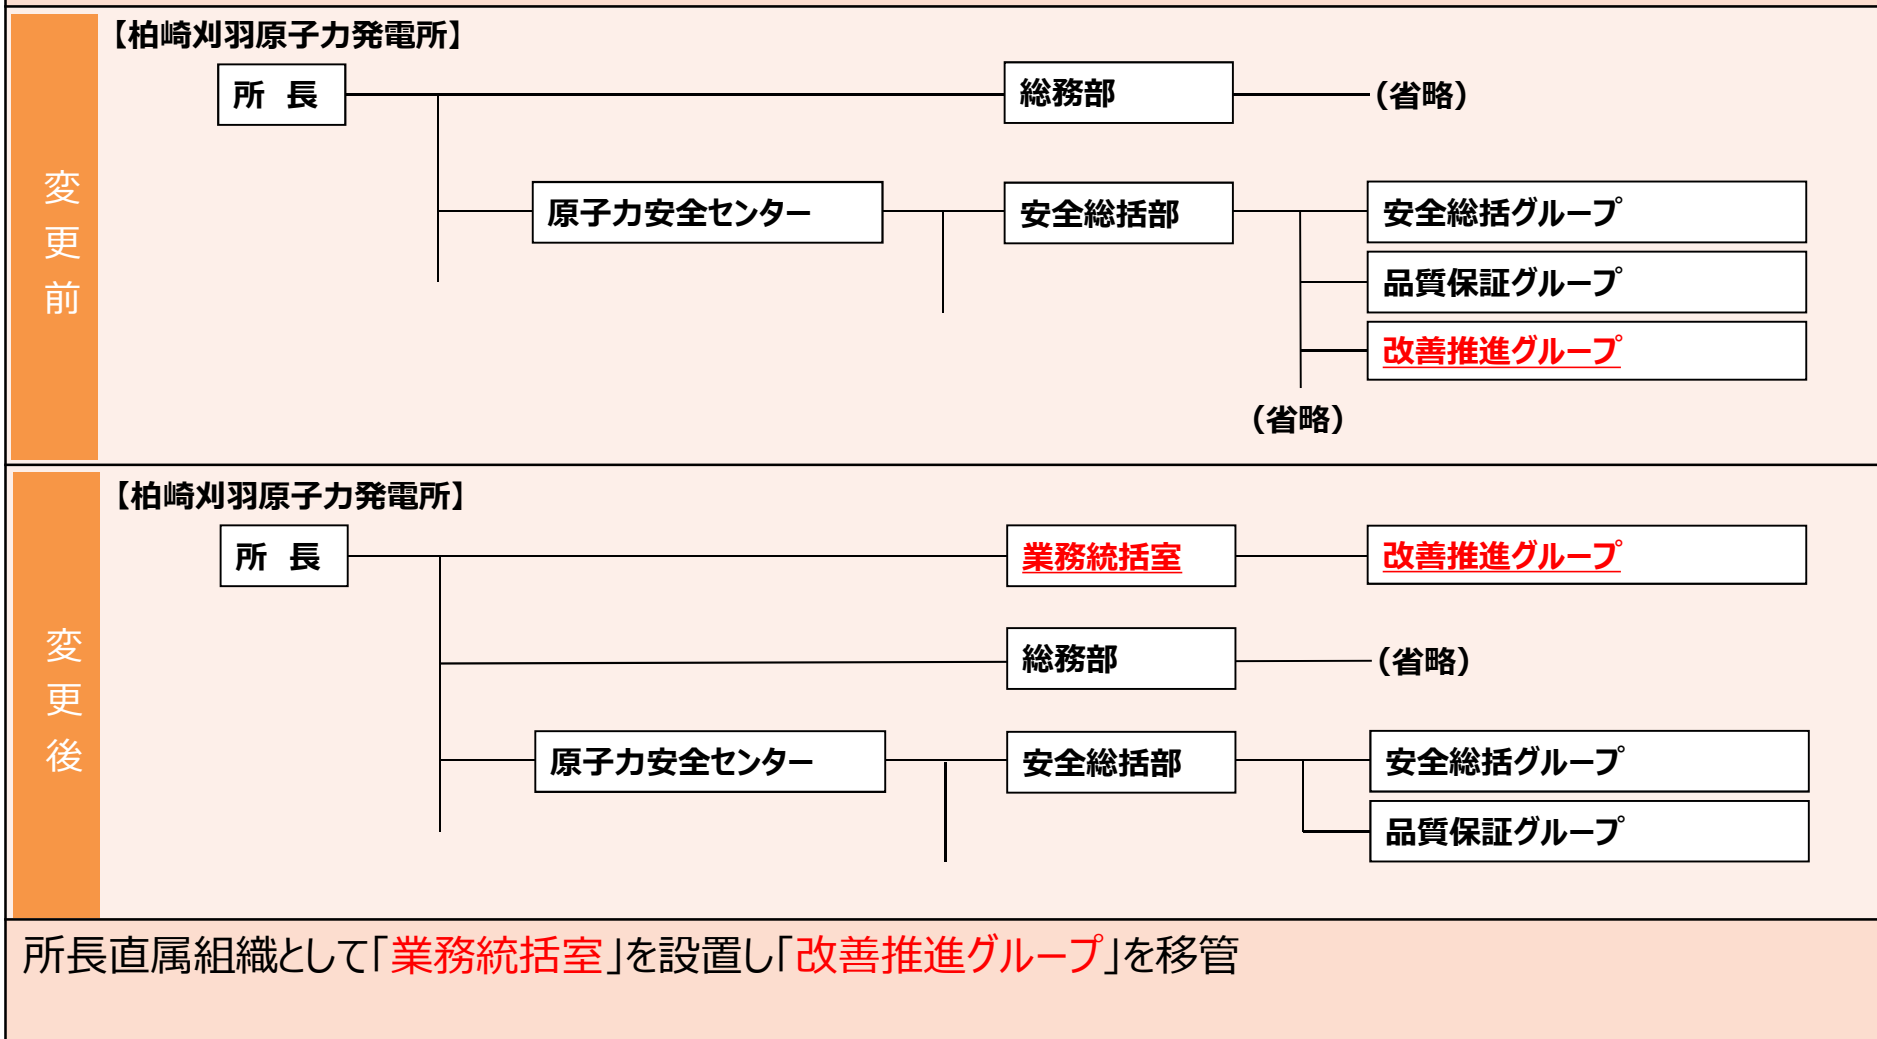 変更前
【柏崎刈羽原子力発電所】
所 長
総務部
(省略)
原子力安全センター
安全総括部
安全総括グループ
品質保証グループ
改善推進グループ
(省略)
変更後
【柏崎刈羽原子力発電所】
所 長
業務統括室
改善推進グループ
総務部
(省略)
原子力安全センター
安全総括部
安全総括グループ
品質保証グループ
所長直属組織として「業務統括室」を設置し「改善推進グループ」を移管